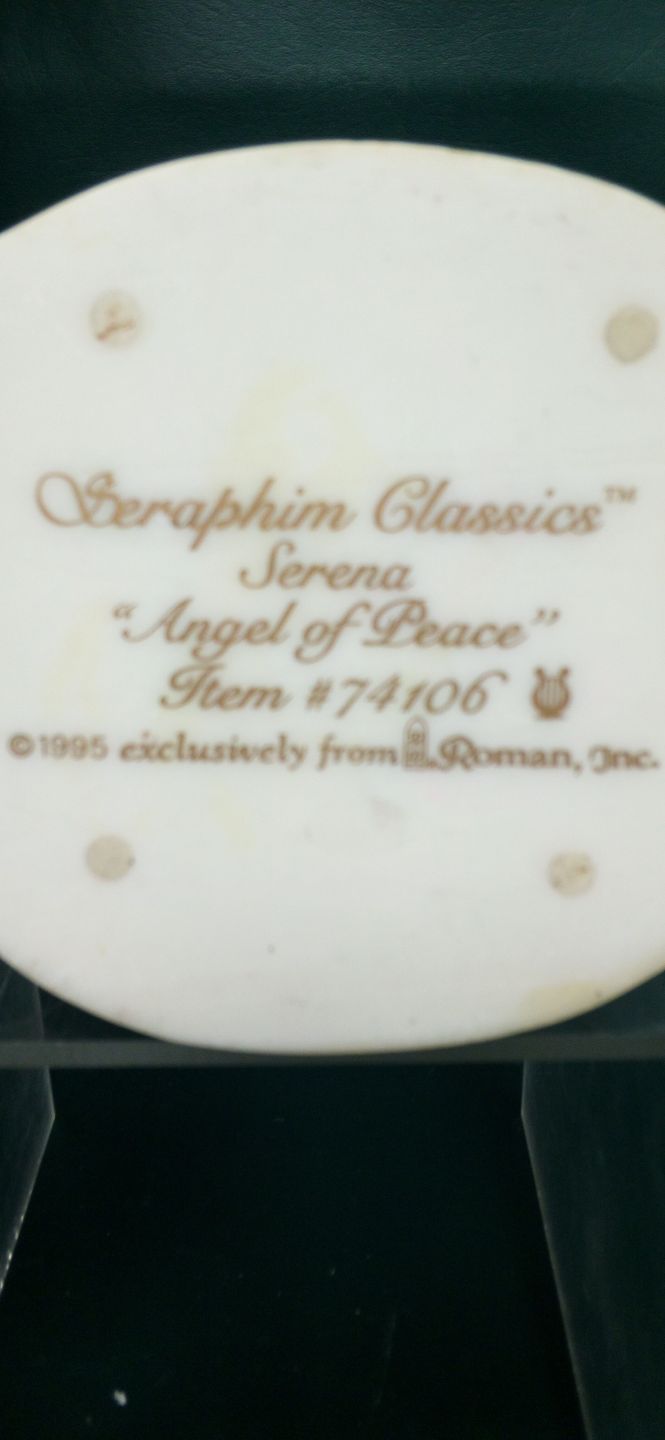 Seraphim Classics™
Serena
"Angel of Peace"
Item #74106
©1995 exclusively from Roman, Inc.